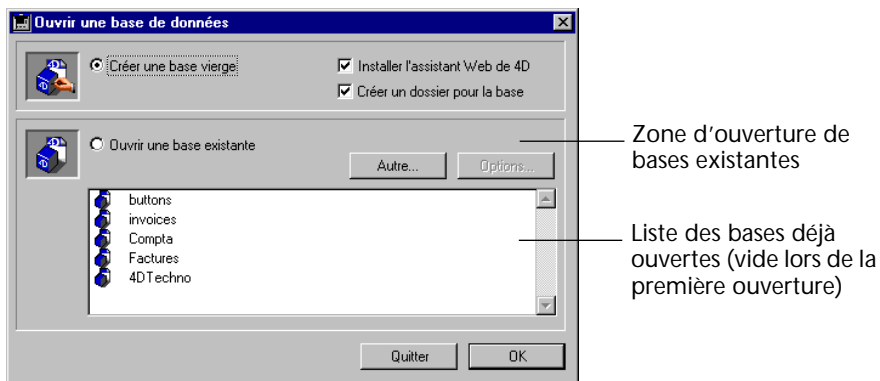 Ouvrir une base de données
Créer une base vierge
Installer l'assistant Web de 4D
Créer un dossier pour la base
Ouvrir une base existante
Autre...
Options...
buttons
invoices
Compta
Factures
4DTechno
Quitter
OK
Zone d'ouverture de
bases existantes
Liste des bases déjà
ouvertes (vide lors de la
première ouverture)